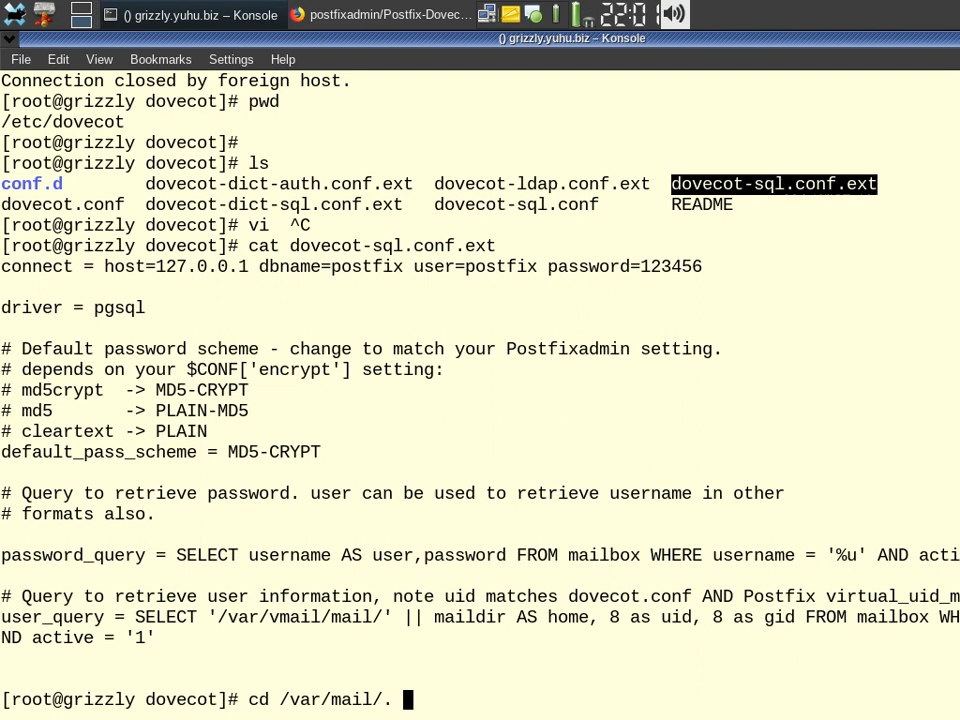 () grizzly.yuhu.biz – Konsole
postfixadmin/Postfix-Dovec...
() grizzly.yuhu.biz – Konsole
File Edit View Bookmarks Settings Help
Connection closed by foreign host.
[root@grizzly dovecot]# pwd
/etc/dovecot
[root@grizzly dovecot]#
[root@grizzly dovecot]# ls
conf.d dovecot-dict-auth.conf.ext dovecot-ldap.conf.ext dovecot-sql.conf.ext
dovecot.conf dovecot-dict-sql.conf.ext dovecot-sql.conf README
[root@grizzly dovecot]# vi ^C
[root@grizzly dovecot]# cat dovecot-sql.conf.ext
connect = host=127.0.0.1 dbname=postfix user=postfix password=123456
driver = pgsql
# Default password scheme - change to match your Postfixadmin setting.
# depends on your $CONF['encrypt'] setting:
# md5crypt -> MD5-CRYPT
# md5 -> PLAIN-MD5
# cleartext -> PLAIN
default_pass_scheme = MD5-CRYPT
# Query to retrieve password. user can be used to retrieve username in other
# formats also.
password_query = SELECT username AS user,password FROM mailbox WHERE username = '%u' AND acti
# Query to retrieve user information, note uid matches dovecot.conf AND Postfix virtual_uid_m
user_query = SELECT '/var/vmail/mail/' || maildir AS home, 8 as uid, 8 as gid FROM mailbox WH
ND active = '1'
[root@grizzly dovecot]# cd /var/mail/.